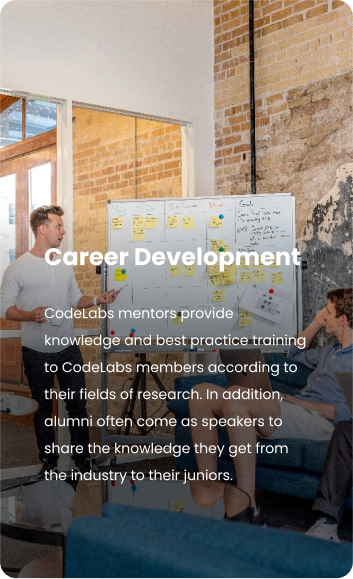 Career Development
CodeLabs mentors provide
knowledge and best practice training
to CodeLabs members according to
their fields of research. In addition,
alumni often come as speakers to
share the knowledge they get from
the industry to their juniors.